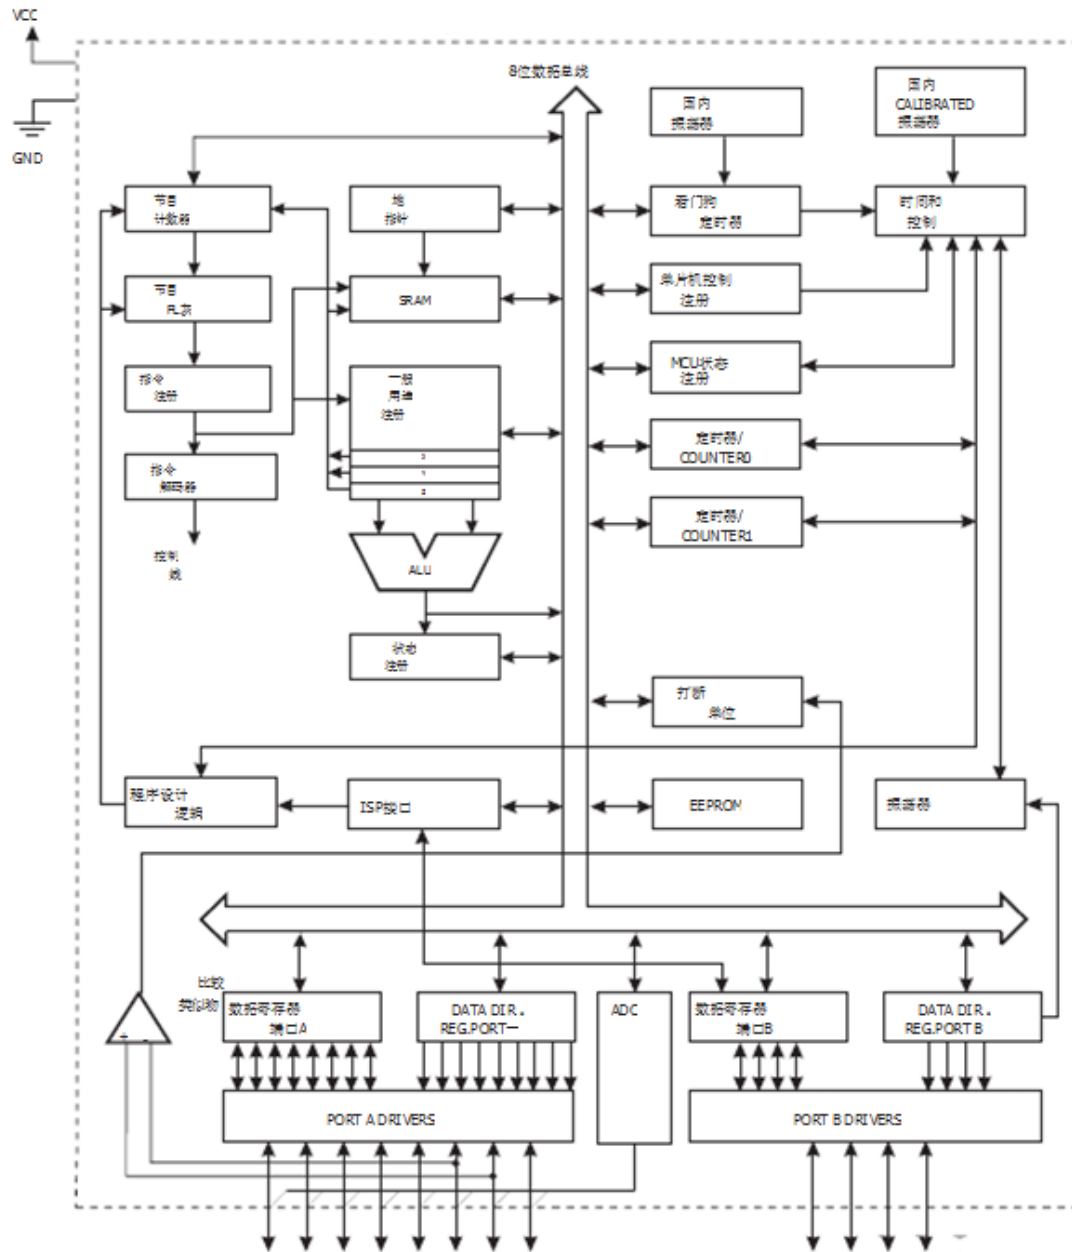 VCC
8位数据总线
国内
振荡器
国内
CALIBRATED
振荡器
GND
节目
计数器
地
指针
看门狗
定时器
时间和
控制
节目
SRAM
单片机控制
注册
指令
注册
一般
用途
注册
MCU状态
注册
定时器/
COUNTER0
指令
解码器
定时器/
COUNTER1
控制
线
ALU
状态
注册
打断
单位
程序设计
逻辑
ISP接口
EEPROM
振荡器
比较
类似物
+ -
数据寄存器
端口A
DATA DIR.
REG.PORT一
ADC
数据寄存器
端口B
DATA DIR.
REG.PORT B
PORT A DRIVERS
PORT B DRIVERS